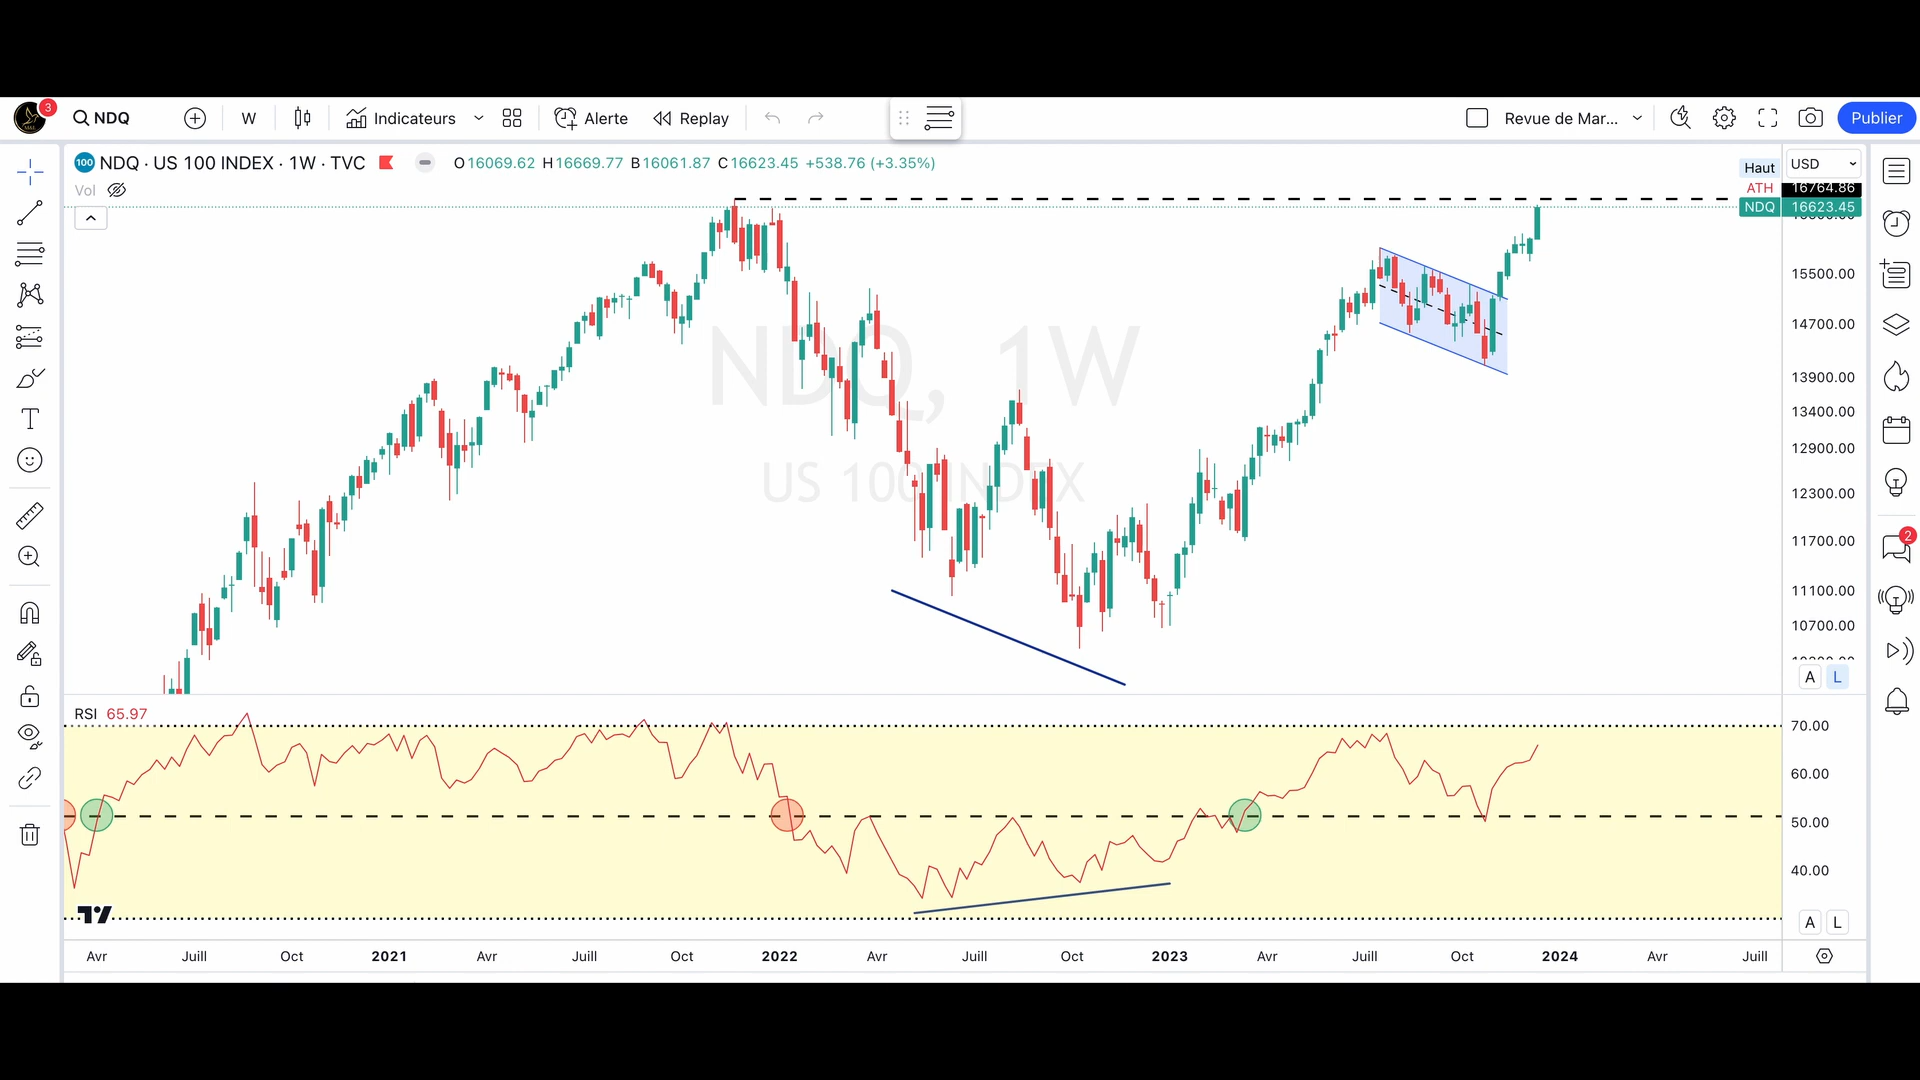 3
NDQ
W
Indicateurs
Alerte
Replay
Revue de Mar...
Publier
100 NDQ · US 100 INDEX · 1W · TVC
O16069.62 H16669.77 B16061.87 C16623.45 +538.76 (+3.35%)
Vol
USD
Haut
ATH 16764.86
NDQ 16623.45
15500.00
14700.00
13900.00
13400.00
12900.00
12300.00
11700.00
11100.00
10700.00
NDQ, 1W
US 100 INDEX
2
A L
RSI 65.97
70.00
60.00
50.00
40.00
A L
Avr Juill Oct 2021 Avr Juill Oct 2022 Avr Juill Oct 2023 Avr Juill Oct 2024 Avr Juill